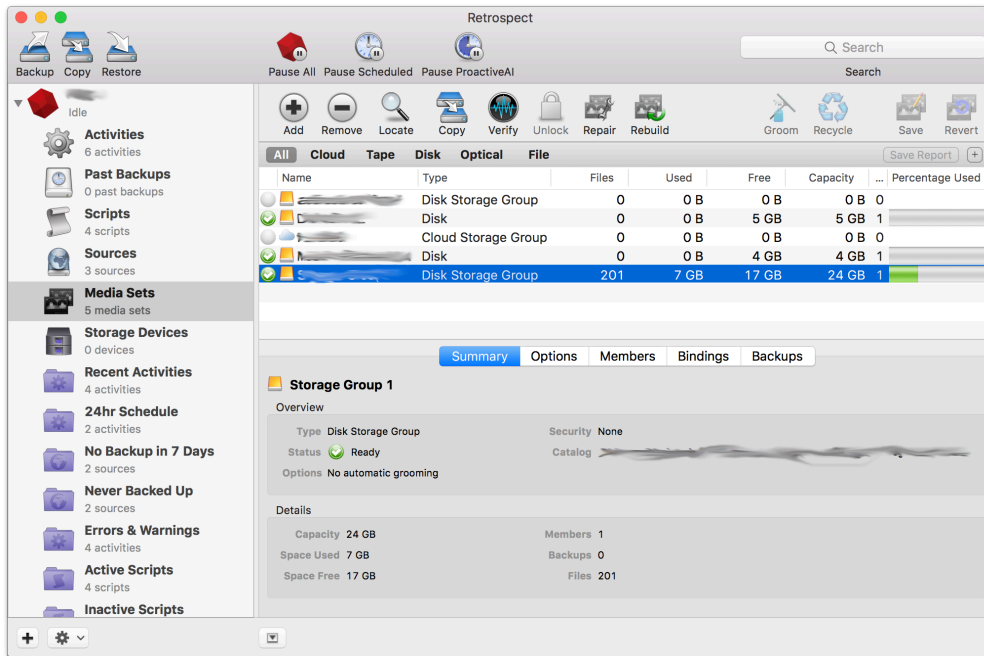 Retrospect
Backup Copy Restore Pause All Pause Scheduled Pause ProactiveAI Search
Search
Idle
Activities
6 activities
Past Backups
0 past backups
Scripts
4 scripts
Sources
3 sources
Media Sets
5 media sets
Storage Devices
0 devices
Recent Activities
4 activities
24hr Schedule
2 activities
No Backup in 7 Days
2 sources
Never Backed Up
2 sources
Errors & Warnings
4 activities
Active Scripts
4 scripts
Inactive Scripts
Add Remove Locate Copy Verify Unlock Repair Rebuild Groom Recycle Save Revert
All Cloud Tape Disk Optical File Save Report +
Name Type Files Used Free Capacity ... Percentage Used
Disk Storage Group 0 0 B 0 B 0 B 0
Disk 0 0 B 5 GB 5 GB 1
Cloud Storage Group 0 0 B 0 B 0 B 0
Disk 0 0 B 4 GB 4 GB 1
Disk Storage Group 201 7 GB 17 GB 24 GB 1
Summary Options Members Bindings Backups
Storage Group 1
Overview
Type Disk Storage Group Security None
Status Ready Catalog
Options No automatic grooming
Details
Capacity 24 GB Members 1
Space Used 7 GB Backups 0
Space Free 17 GB Files 201